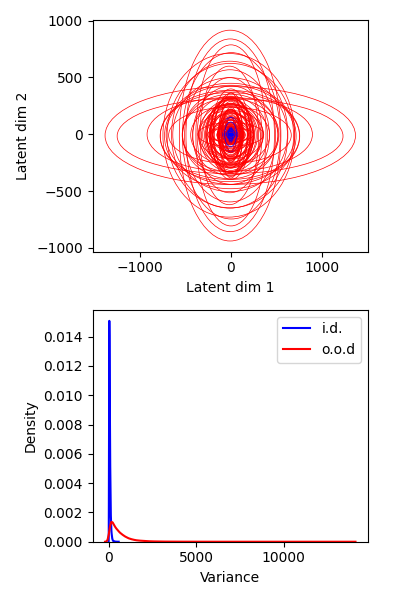 1000
500
0
−500
−1000
Latent dim 2
−1000 0 1000
Latent dim 1
i.d.
o.o.d
0.014
0.012
0.010
0.008
0.006
0.004
0.002
0.000
Density
0 5000 10000
Variance